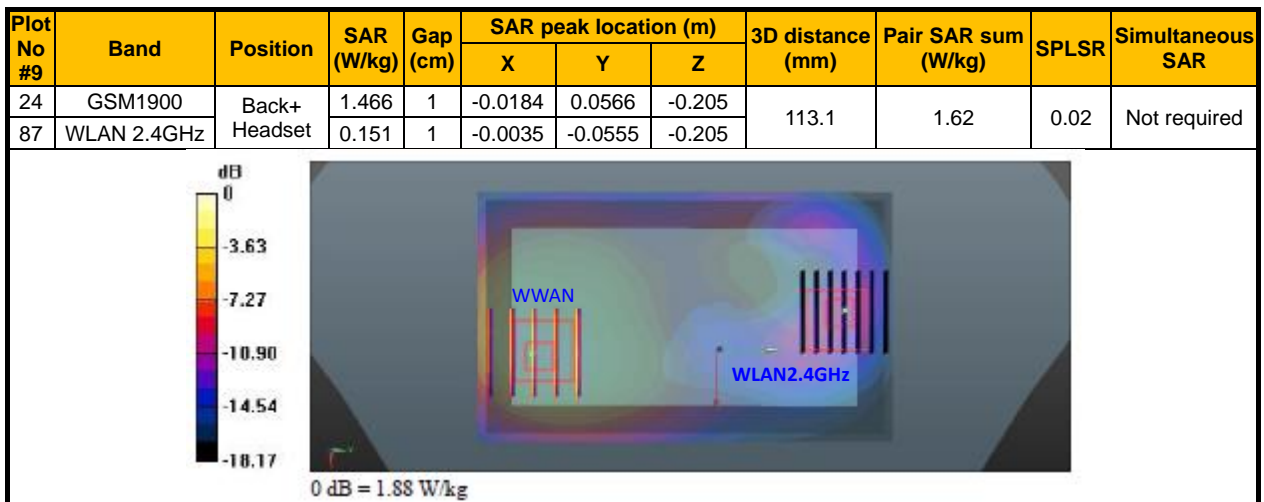 Plot No #9 Band Position SAR (W/kg) Gap (cm) SAR peak location (m) 3D distance (mm) Pair SAR sum (W/kg) SPLSR Simultaneous SAR
X Y Z
24 GSM1900 Back+ Headset 1.466 1 -0.0184 0.0566 -0.205 113.1 1.62 0.02 Not required
87 WLAN 2.4GHz 0.151 1 -0.0035 -0.0555 -0.205
dB
0
-3.63
-7.27
-10.90
-14.54
-18.17
WWAN
WLAN2.4GHz
0 dB = 1.88 W/kg